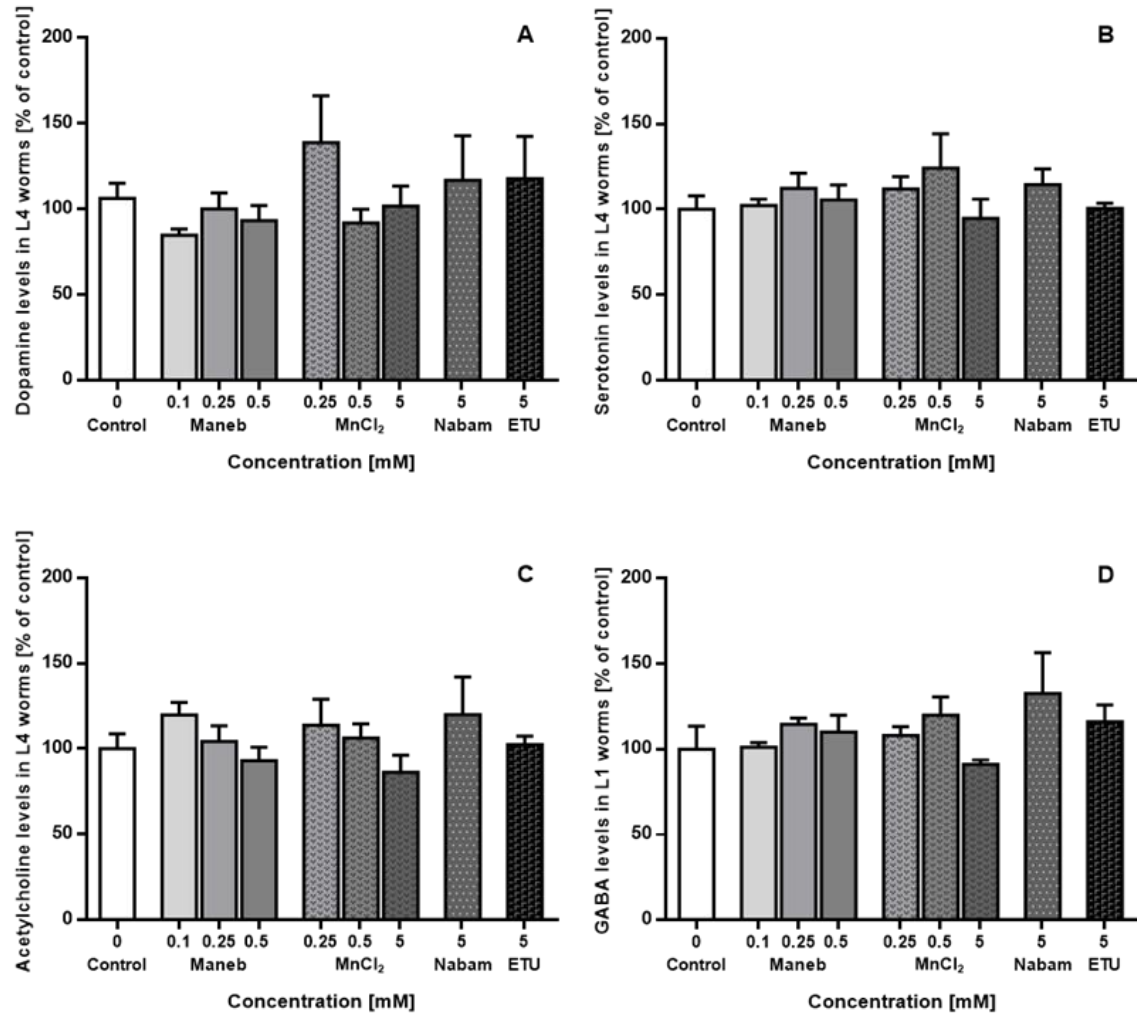 A
Dopamine levels in L4 worms [% of control]
200
150
100
50
0
0 0.1 0.25 0.5 0.25 0.5 5 5 5
Control Maneb MnCl₂ Nabam ETU
Concentration [mM]
B
Serotonin levels in L4 worms [% of control]
200
150
100
50
0
0 0.1 0.25 0.5 0.25 0.5 5 5 5
Control Maneb MnCl₂ Nabam ETU
Concentration [mM]
C
Acetylcholine levels in L4 worms [% of control]
200
150
100
50
0
0 0.1 0.25 0.5 0.25 0.5 5 5 5
Control Maneb MnCl₂ Nabam ETU
Concentration [mM]
D
GABA levels in L1 worms [% of control]
200
150
100
50
0
0 0.1 0.25 0.5 0.25 0.5 5 5 5
Control Maneb MnCl₂ Nabam ETU
Concentration [mM]